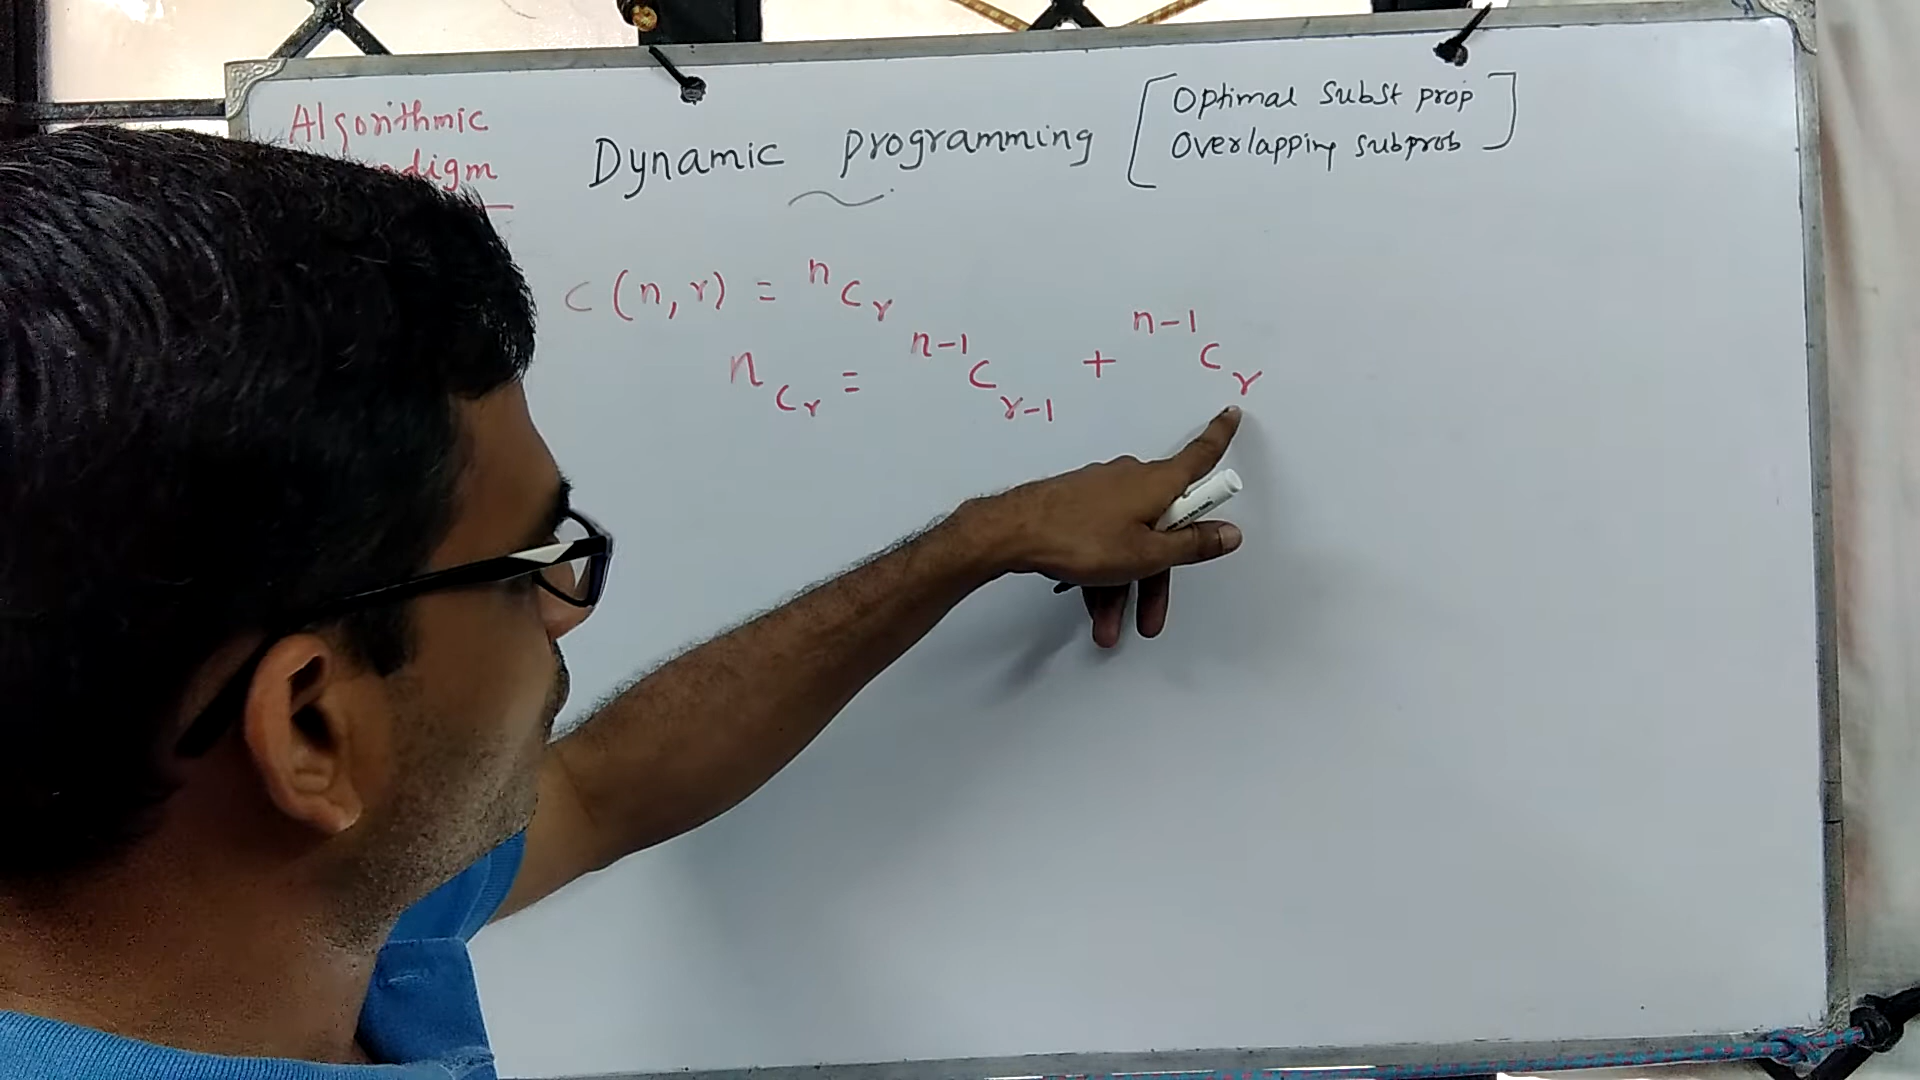 Algorithmic
Dynamic programming
[Optimal Subst prop
Overlapping subprob]
C(n,r) = ⁿCᵣ
ⁿCᵣ = ⁿ⁻¹Cᵣ₋₁ + ⁿ⁻¹Cᵣ